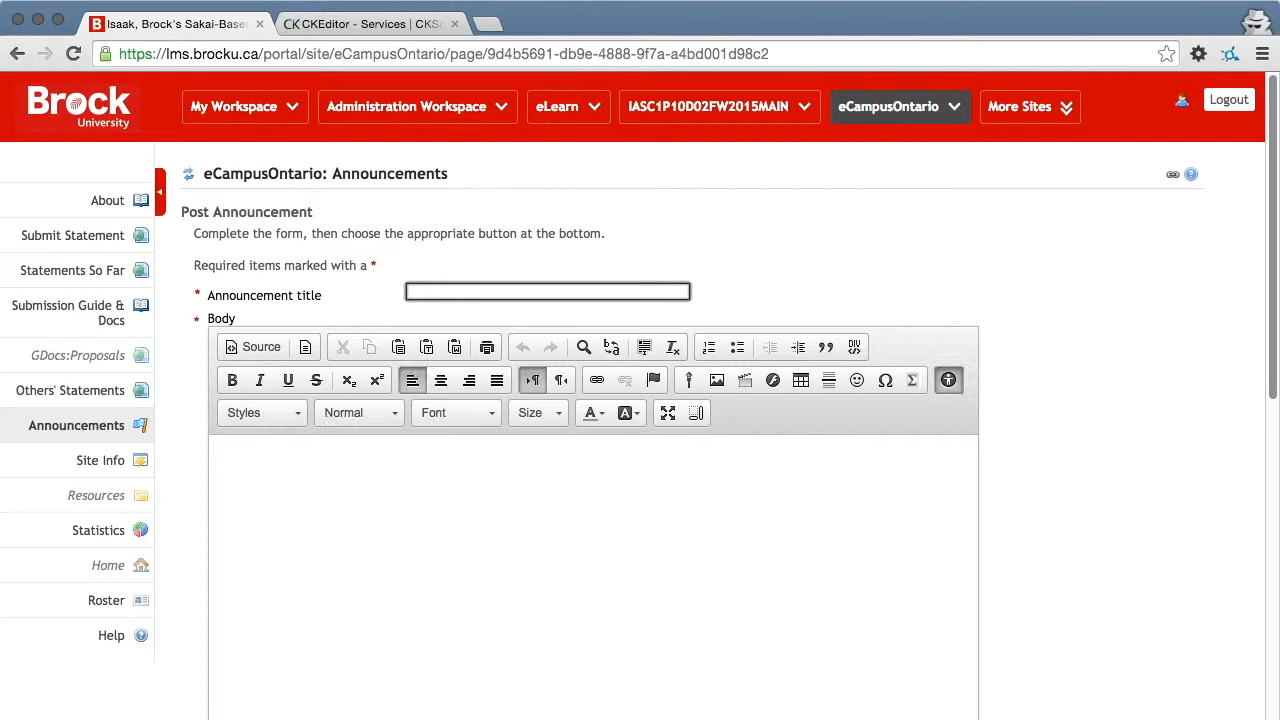 Isaak, Brock's Sakai-Base
CKEditor - Services | CKSo
https://lms.brocku.ca/portal/site/eCampusOntario/page/9d4b5691-db9e-4888-9f7a-a4bd001d98c2
Brock University
My Workspace
Administration Workspace
eLearn
IASC1P10D02FW2015MAIN
eCampusOntario
More Sites
Logout
eCampusOntario: Announcements
About
Submit Statement
Statements So Far
Submission Guide &
Docs
GDocs:Proposals
Others' Statements
Announcements
Site Info
Resources
Statistics
Home
Roster
Help
Post Announcement
Complete the form, then choose the appropriate button at the bottom.
Required items marked with a *
* Announcement title
* Body
Source
DIV
B I U S x₂ x²
Styles Normal Font Size A A